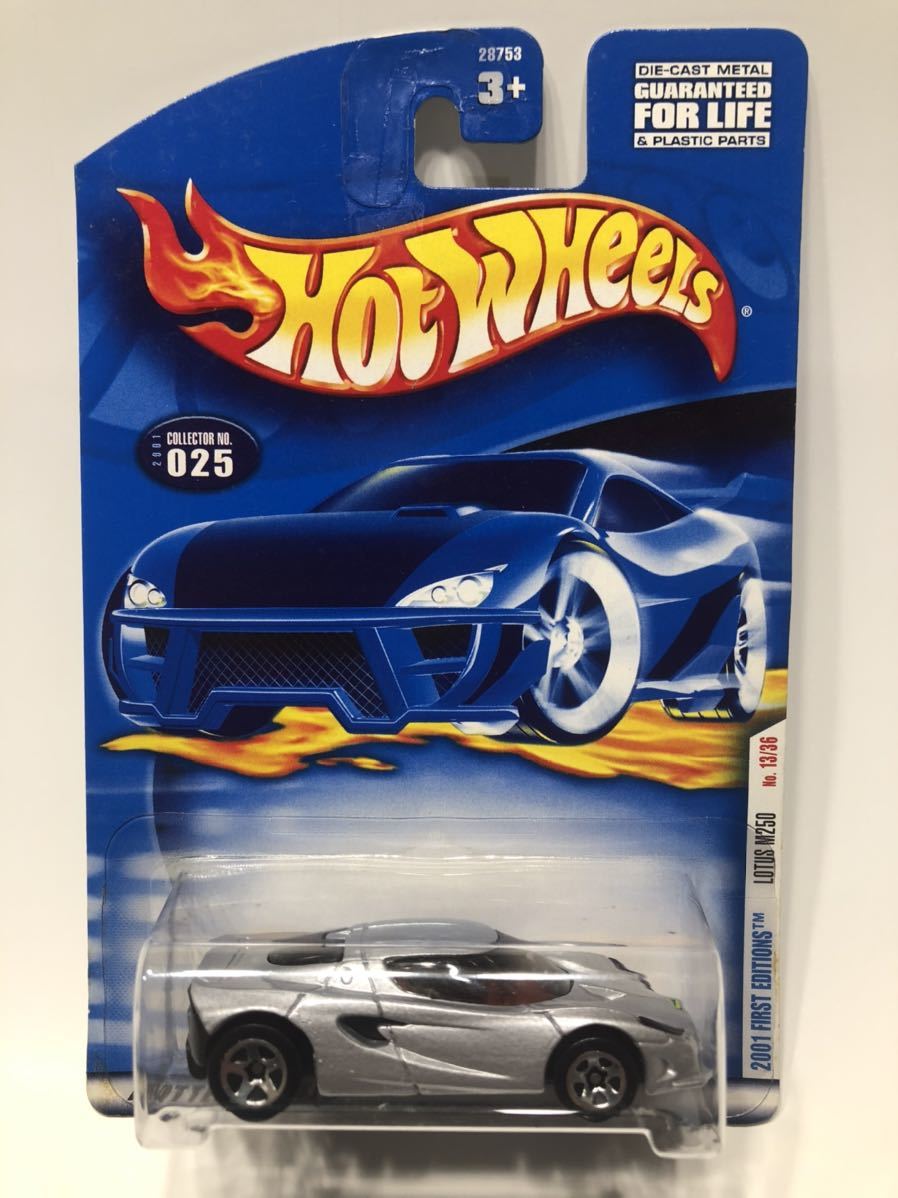 28753
3+
DIE-CAST METAL
GUARANTEED
FOR LIFE
& PLASTIC PARTS
HOT WHEELS
®
2001
COLLECTOR NO.
025
2001 FIRST EDITIONS™ LOTUS M250 No. 13/36